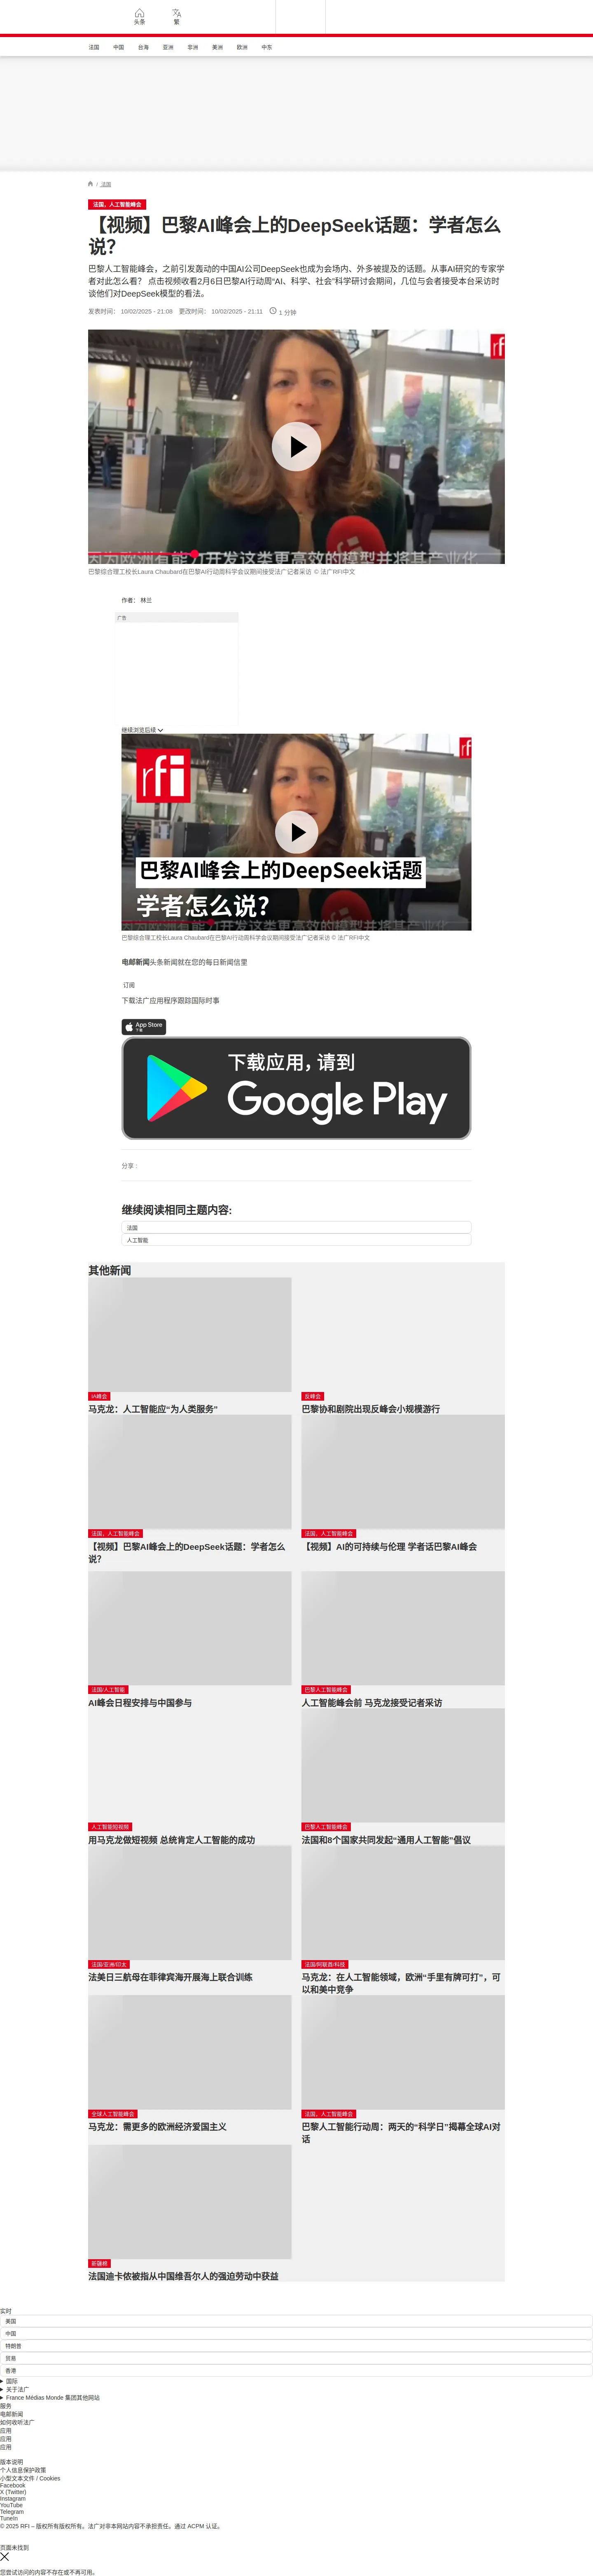 头条
繁
法国
中国
台海
亚洲
非洲
美洲
欧洲
中东
/ 法国
法国，人工智能峰会
【视频】巴黎AI峰会上的DeepSeek话题：学者怎么
说？
巴黎人工智能峰会，之前引发轰动的中国AI公司DeepSeek也成为会场内、外多被提及的话题。从事AI研究的专家学
者对此怎么看？ 点击视频收看2月6日巴黎AI行动周“AI、科学、社会”科学研讨会期间，几位与会者接受本台采访时
谈他们对DeepSeek模型的看法。
发表时间： 10/02/2025 - 21:08 更改时间： 10/02/2025 - 21:11 1 分钟
rfi
因为欧洲有能力开发这类更高效的模型并将其产业化
巴黎综合理工校长Laura Chaubard在巴黎AI行动周科学会议期间接受法广记者采访 © 法广RFI中文
作者： 林兰
广告
继续浏览后续
rfi
rfi
巴黎AI峰会上的DeepSeek话题
学者怎么说?
巴黎综合理工校长Laura Chaubard在巴黎AI行动周科学会议期间接受法广记者采访 © 法广RFI中文
电邮新闻头条新闻就在您的每日新闻信里
订阅
下载法广应用程序跟踪国际时事
App Store
下载
下载应用，请到
Google Play
分享 :
继续阅读相同主题内容:
法国
人工智能
其他新闻
IA峰会
马克龙：人工智能应“为人类服务”
反峰会
巴黎协和剧院出现反峰会小规模游行
法国，人工智能峰会
【视频】巴黎AI峰会上的DeepSeek话题：学者怎么
说？
法国，人工智能峰会
【视频】AI的可持续与伦理 学者话巴黎AI峰会
法国/人工智能
AI峰会日程安排与中国参与
巴黎人工智能峰会
人工智能峰会前 马克龙接受记者采访
人工智能短视频
用马克龙做短视频 总统肯定人工智能的成功
巴黎人工智能峰会
法国和8个国家共同发起“通用人工智能”倡议
法国/亚洲/印太
法美日三航母在菲律宾海开展海上联合训练
法国/阿联酋/科技
马克龙：在人工智能领域，欧洲“手里有牌可打”，可
以和美中竞争
全球人工智能峰会
马克龙：需更多的欧洲经济爱国主义
法国，人工智能峰会
巴黎人工智能行动周：两天的“科学日”揭幕全球AI对
话
新疆棉
法国迪卡侬被指从中国维吾尔人的强迫劳动中获益
实时
美国
中国
特朗普
贸易
香港
国际
关于法广
France Médias Monde 集团其他网站
服务
电邮新闻
如何收听法广
应用
应用
应用
版本说明
个人信息保护政策
小型文本文件 / Cookies
Facebook
X (Twitter)
Instagram
YouTube
Telegram
TuneIn
© 2025 RFI – 版权所有版权所有。法广对非本网站内容不承担责任。通过 ACPM 认证。
页面未找到
您尝试访问的内容不存在或不再可用。